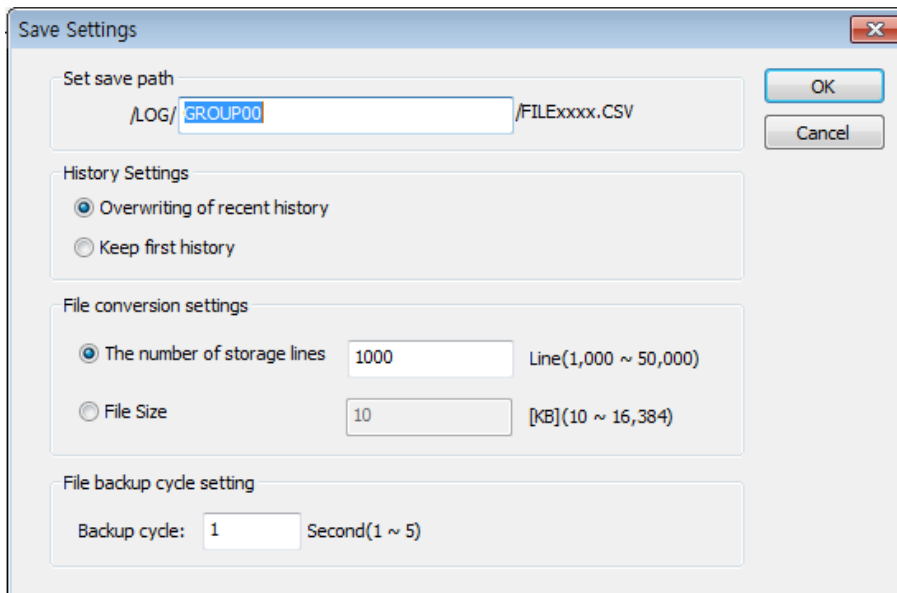 Save Settings
Set save path
/LOG/ GROUP00 /FILExxxx.CSV
OK
Cancel
History Settings
Overwriting of recent history
Keep first history
File conversion settings
The number of storage lines 1000 Line(1,000 ~ 50,000)
File Size 10 [KB](10 ~ 16,384)
File backup cycle setting
Backup cycle: 1 Second(1 ~ 5)